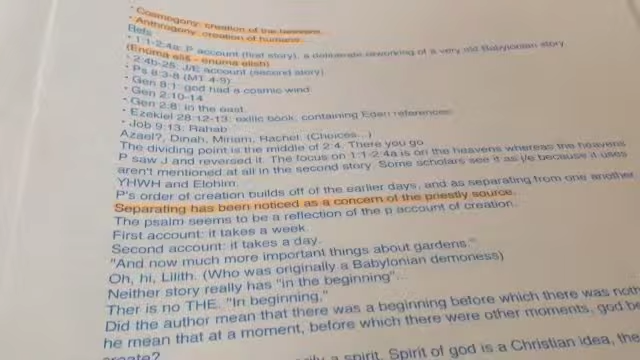 • Cosmogony: creation of the heavens.
• Anthrogony: creation of humans.
Refs
• 1:1-2:4a: P account (first story), a deliberate reworking of a very old Babylonian story
(Enuma elis - enuma elish)
• 2:4b-25: J/E account (second story)
• Ps 8:3-8 (MT 4-9)
• Gen 8:1: god had a cosmic wind
• Gen 2:10-14
• Gen 2:8: in the east.
• Ezekiel 28:12-13: exilic book, containing Eden references
• Job 9:13: Rahab
Azael?, Dinah, Miriam, Rachel. (Choices...)
The dividing point is the middle of 2:4. There you go.
P saw J and reversed it. The focus on 1:1-2:4a is on the heavens whereas the heavens
aren't mentioned at all in the second story. Some scholars see it as j/e because it uses
YHWH and Elohim.
P's order of creation builds off of the earlier days, and as separating from one another
Separating has been noticed as a concern of the priestly source.
The psalm seems to be a reflection of the p account of creation.
First account: it takes a week.
Second account: it takes a day.
"And now much more important things about gardens."
Oh, hi, Lilith. (Who was originally a Babylonian demoness)
Neither story really has "in the beginning"...
Ther is no THE. "In beginning,"
Did the author mean that there was a beginning before which there was noth
he mean that at a moment, before which there were other moments, god be
create?
a spirit. Spirit of god is a Christian idea, the